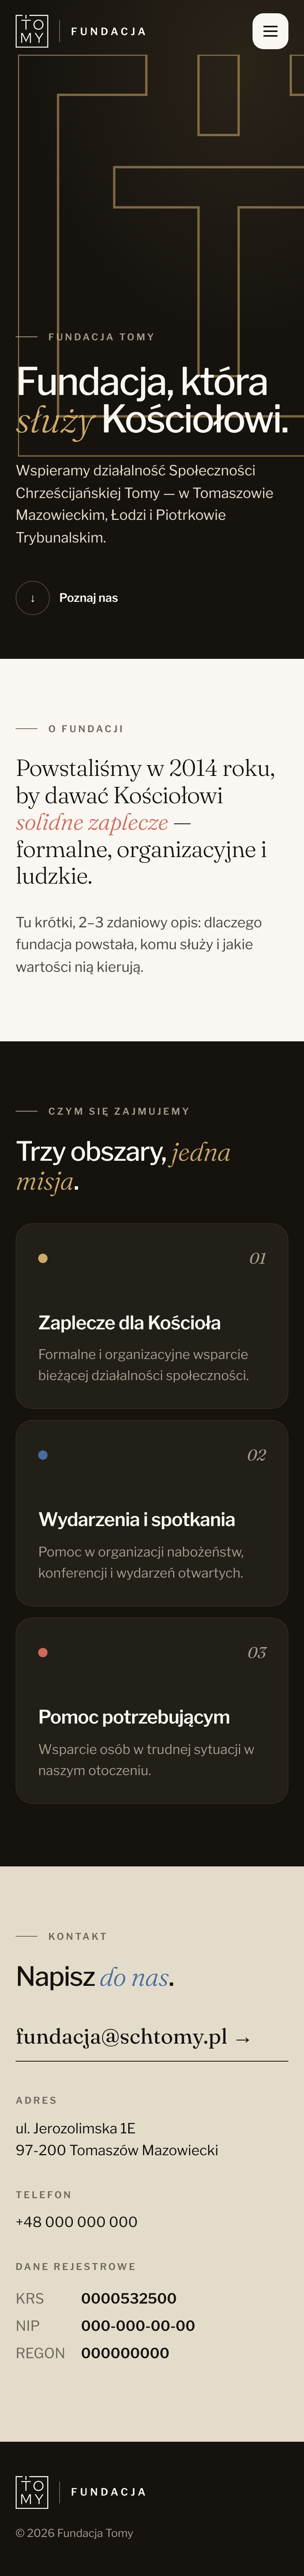 TO
MY
FUNDACJA
FUNDACJA TOMY
Fundacja, która
służy Kościołowi.
Wspieramy działalność Społeczności
Chrześcijańskiej Tomy — w Tomaszowie
Mazowieckim, Łodzi i Piotrkowie
Trybunalskim.
↓ Poznaj nas
O FUNDACJI
Powstaliśmy w 2014 roku,
by dawać Kościołowi
solidne zaplecze —
formalne, organizacyjne i
ludzkie.
Tu krótki, 2–3 zdaniowy opis: dlaczego
fundacja powstała, komu służy i jakie
wartości nią kierują.
CZYM SIĘ ZAJMUJEMY
Trzy obszary, jedna
misja.
01
Zaplecze dla Kościoła
Formalne i organizacyjne wsparcie
bieżącej działalności społeczności.
02
Wydarzenia i spotkania
Pomoc w organizacji nabożeństw,
konferencji i wydarzeń otwartych.
03
Pomoc potrzebującym
Wsparcie osób w trudnej sytuacji w
naszym otoczeniu.
KONTAKT
Napisz do nas.
fundacja@schtomy.pl →
ADRES
ul. Jerozolimska 1E
97-200 Tomaszów Mazowiecki
TELEFON
+48 000 000 000
DANE REJESTROWE
KRS 0000532500
NIP 000-000-00-00
REGON 000000000
TO
MY
FUNDACJA
© 2026 Fundacja Tomy